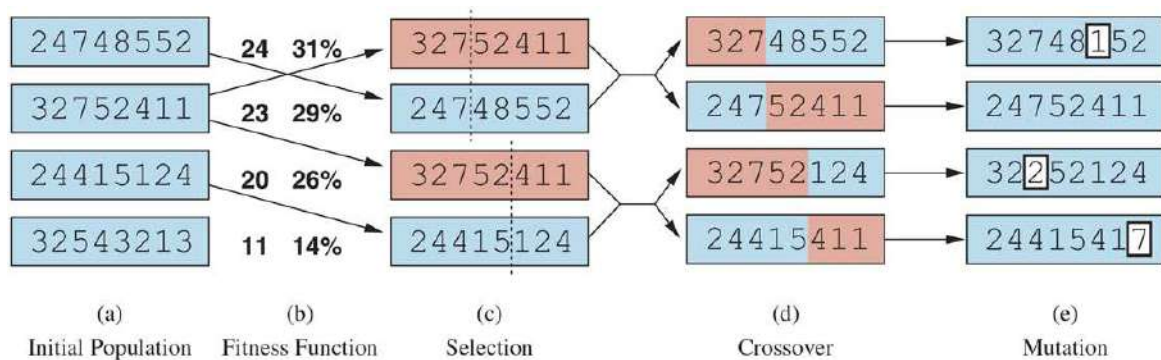 24748552 24 31% 32752411 32748552 32748152
32752411 23 29% 24748552 24752411 24752411
24415124 20 26% 32752411 32752124 32252124
32543213 11 14% 24415124 24415411 24415417
(a) (b) (c) (d) (e)
Initial Population Fitness Function Selection Crossover Mutation